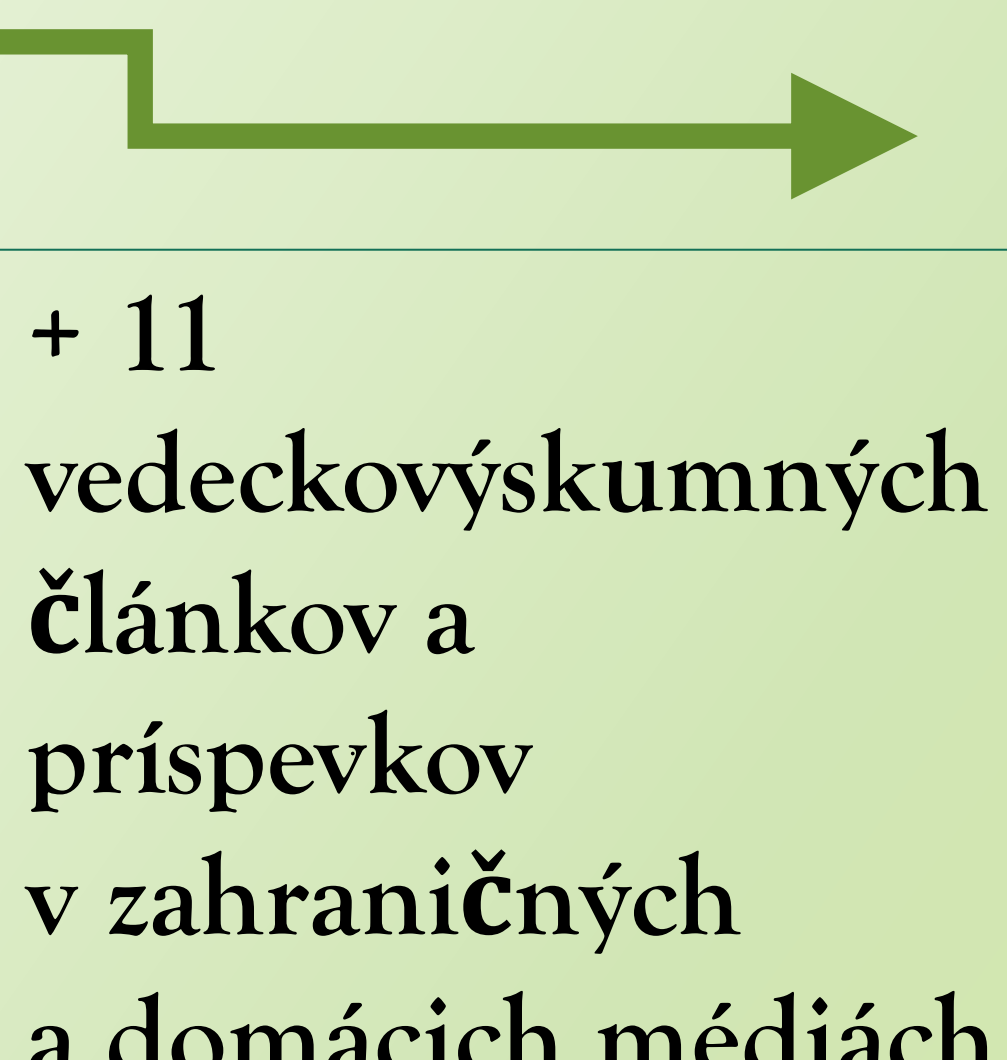 + 11
vedeckovýskumných
článkov a
príspevkov
v zahraničných
a domácich médiách